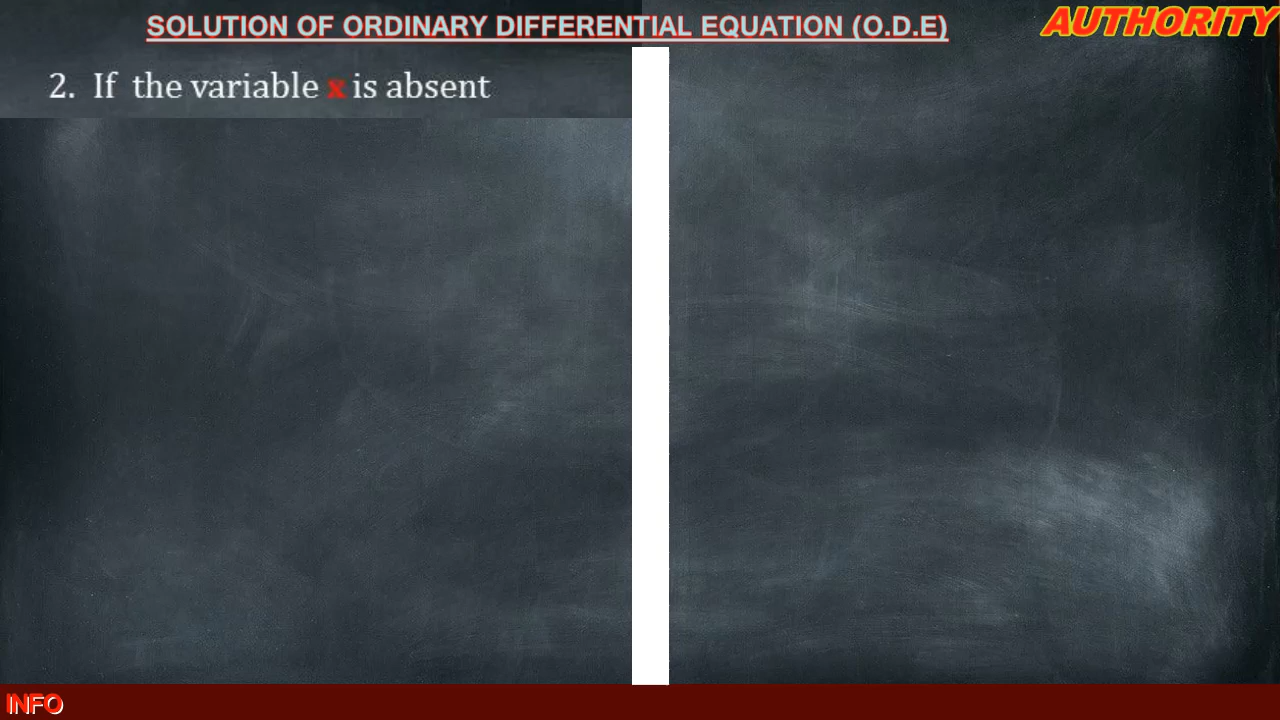 SOLUTION OF ORDINARY DIFFERENTIAL EQUATION (O.D.E)
AUTHORITY
2. If the variable x is absent
INFO